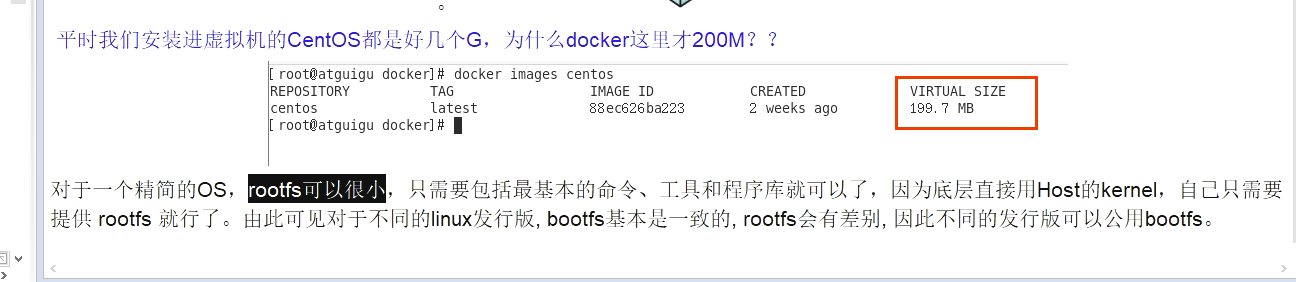 。
平时我们安装进虚拟机的CentOS都是好几个G，为什么docker这里才200M？？
[ root@atguigu docker]# docker images centos
REPOSITORY TAG IMAGE ID CREATED VIRTUAL SIZE
centos latest 88ec626ba223 2 weeks ago 199.7 MB
[ root@atguigu docker]#
对于一个精简的OS，rootfs可以很小，只需要包括最基本的命令、工具和程序库就可以了，因为底层直接用Host的kernel，自己只需要
提供 rootfs 就行了。由此可见对于不同的linux发行版, bootfs基本是一致的, rootfs会有差别, 因此不同的发行版可以公用bootfs。